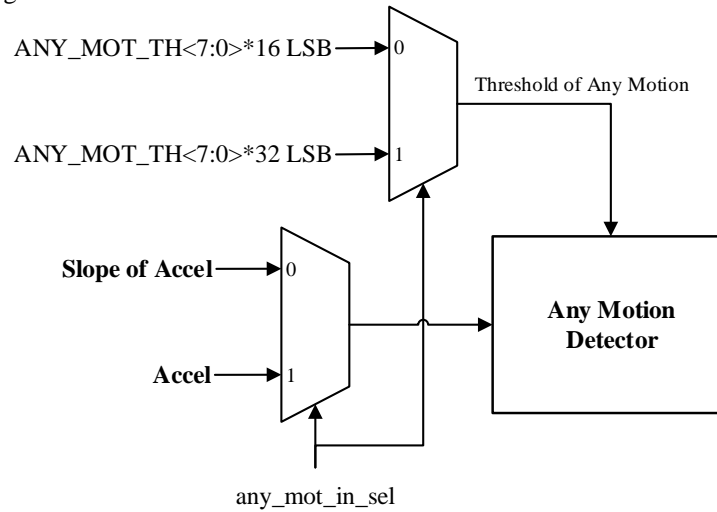 g
ANY_MOT_TH<7:0>*16 LSB
0
Threshold of Any Motion
ANY_MOT_TH<7:0>*32 LSB
1
Slope of Accel
0
Any Motion
Detector
Accel
1
any_mot_in_sel